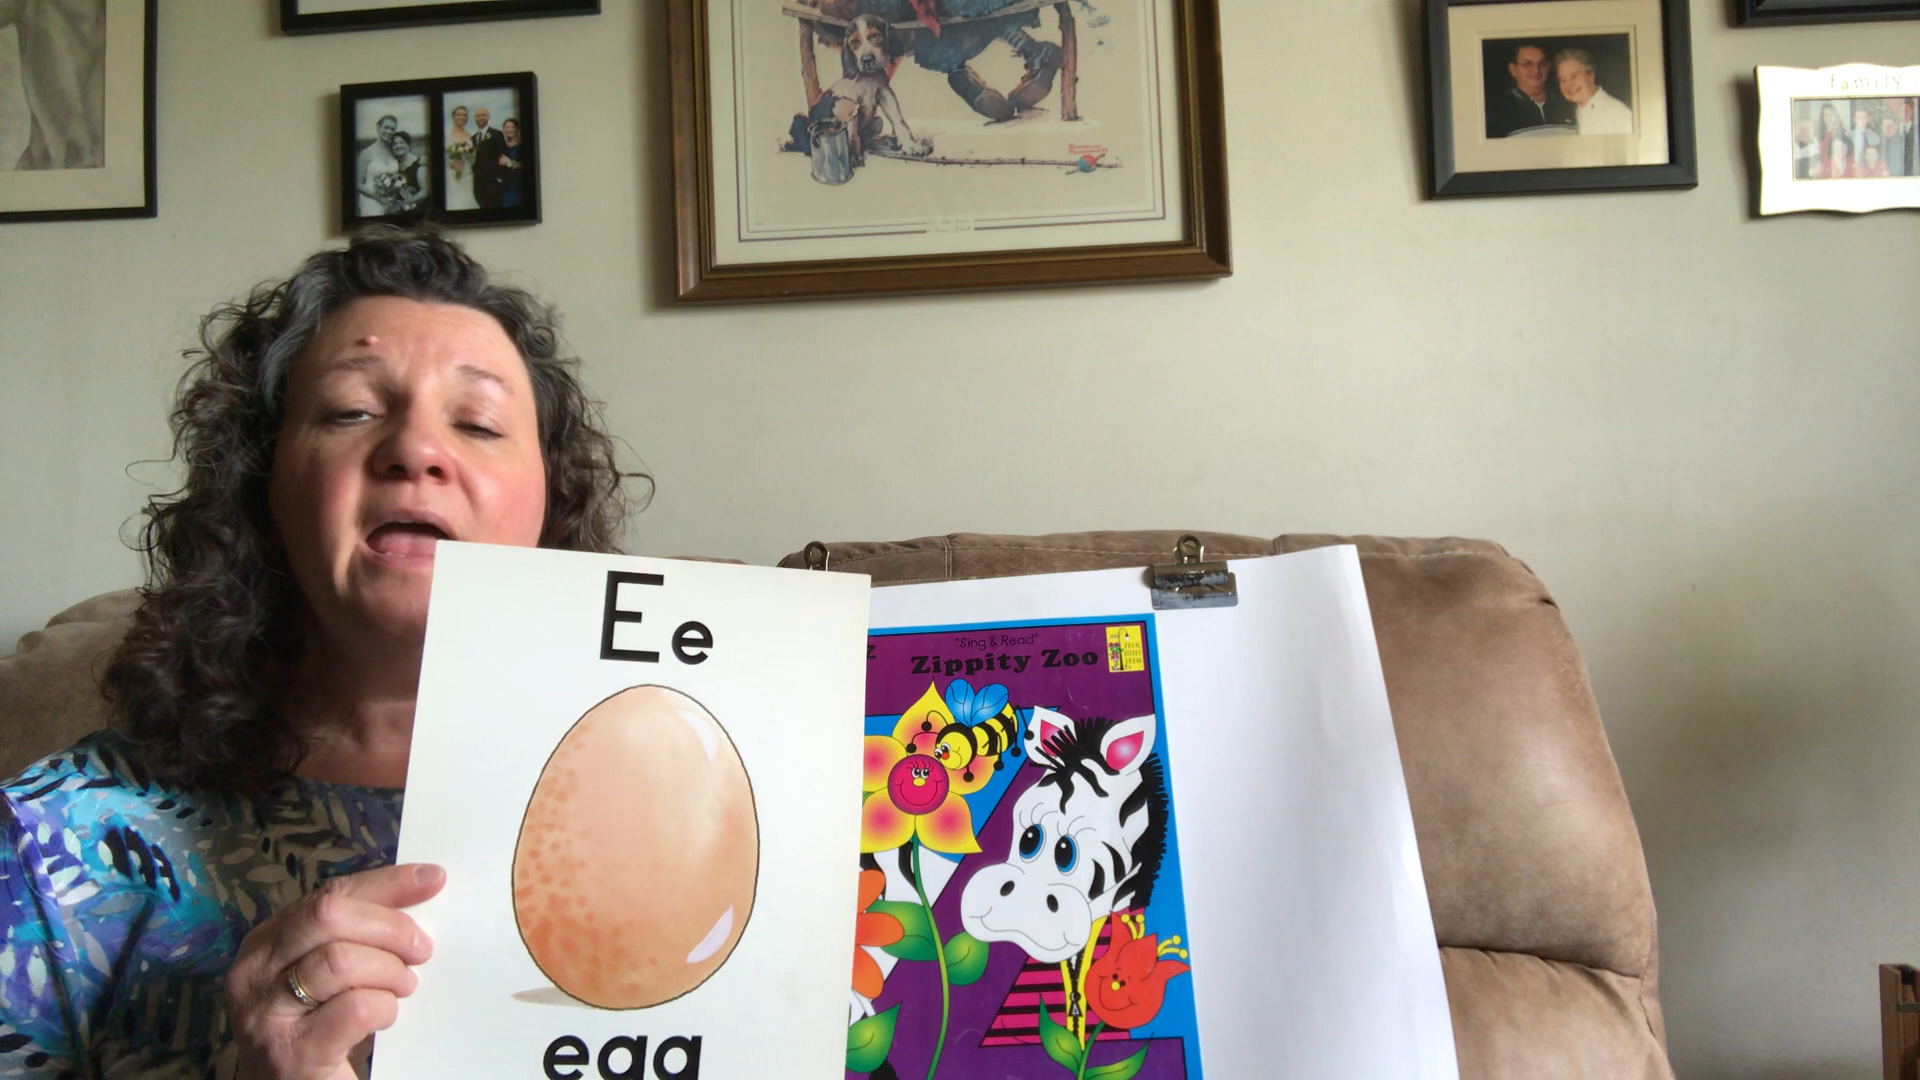 family
Ee
egg
z
"Sing & Read"
Zippity Zoo